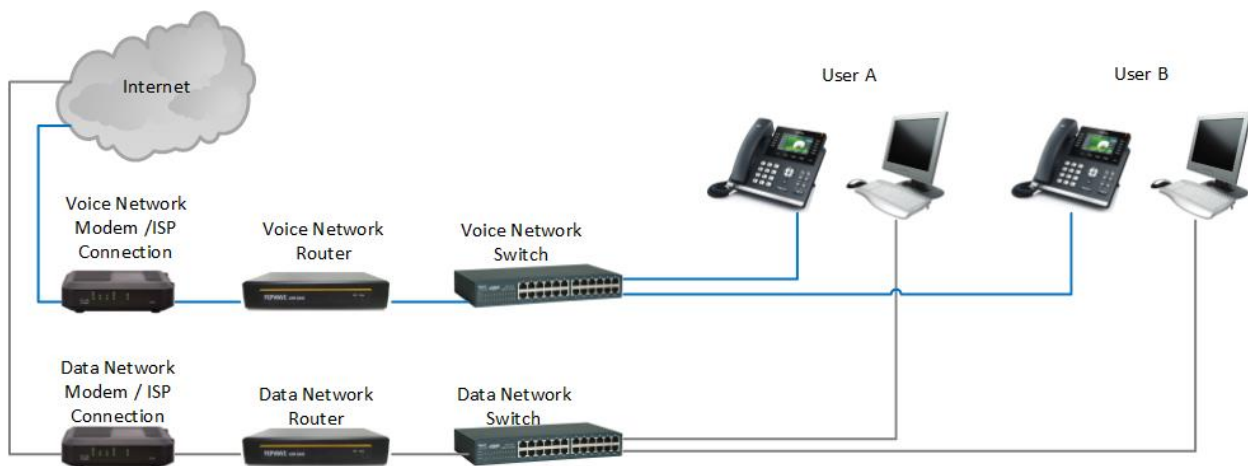 Internet
User A
User B
Voice Network
Modem /ISP
Connection
Voice Network
Router
Voice Network
Switch
Data Network
Modem / ISP
Connection
Data Network
Router
Data Network
Switch